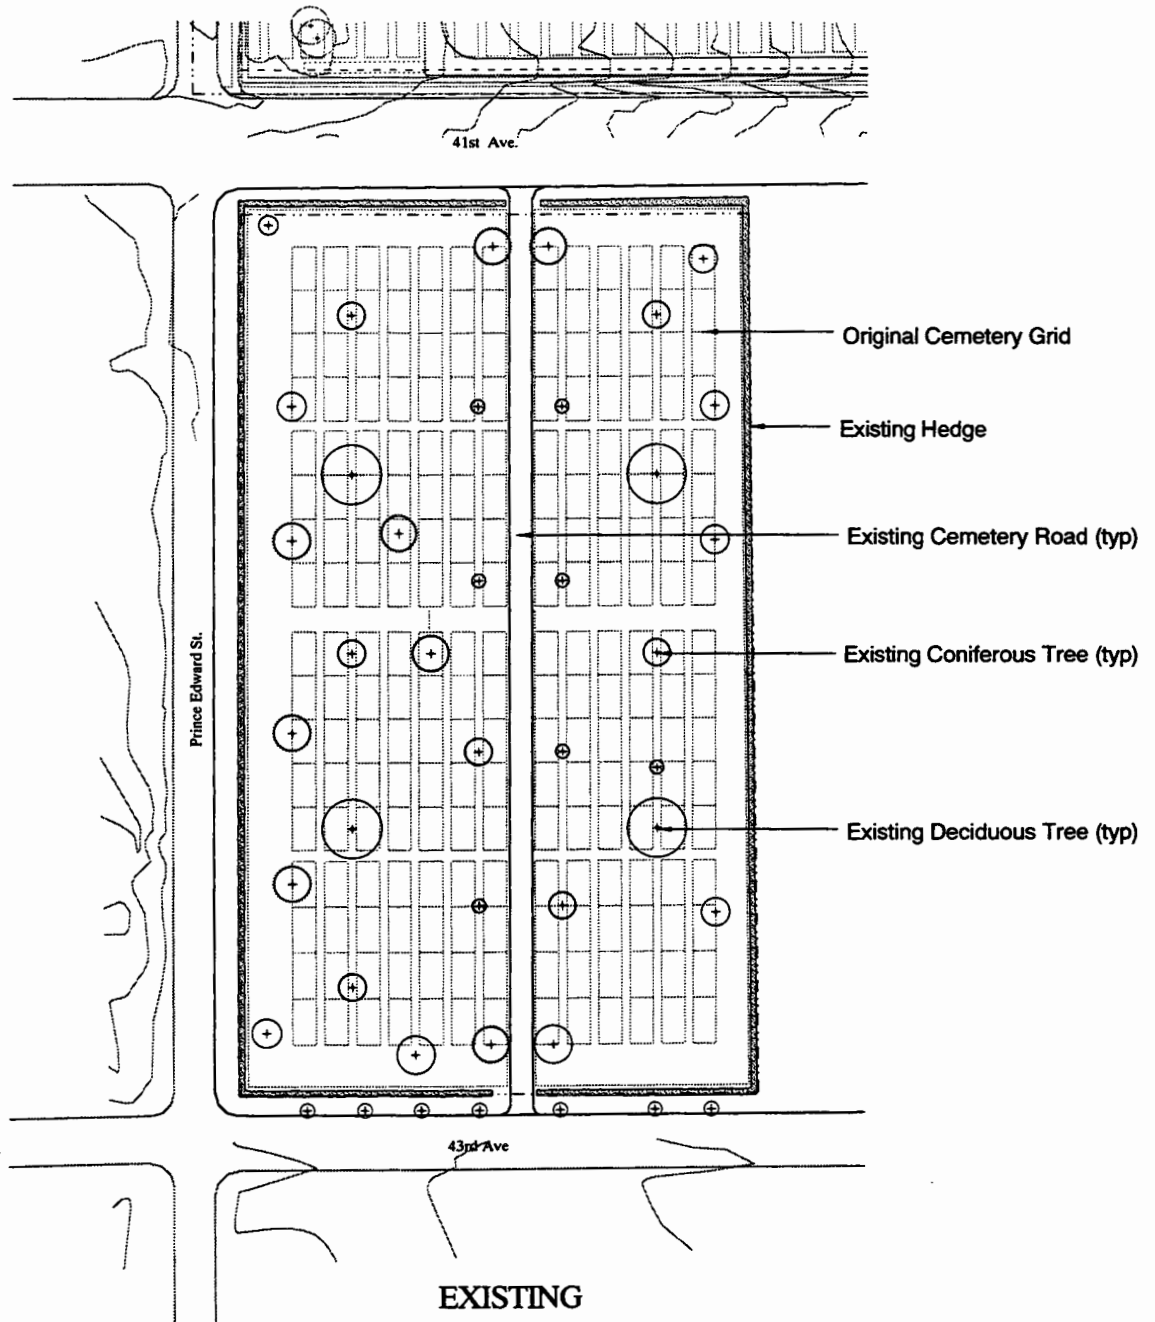 41st Ave.
Original Cemetery Grid
Existing Hedge
Existing Cemetery Road (typ)
Prince Edward St.
Existing Coniferous Tree (typ)
Existing Deciduous Tree (typ)
43rd Ave
EXISTING